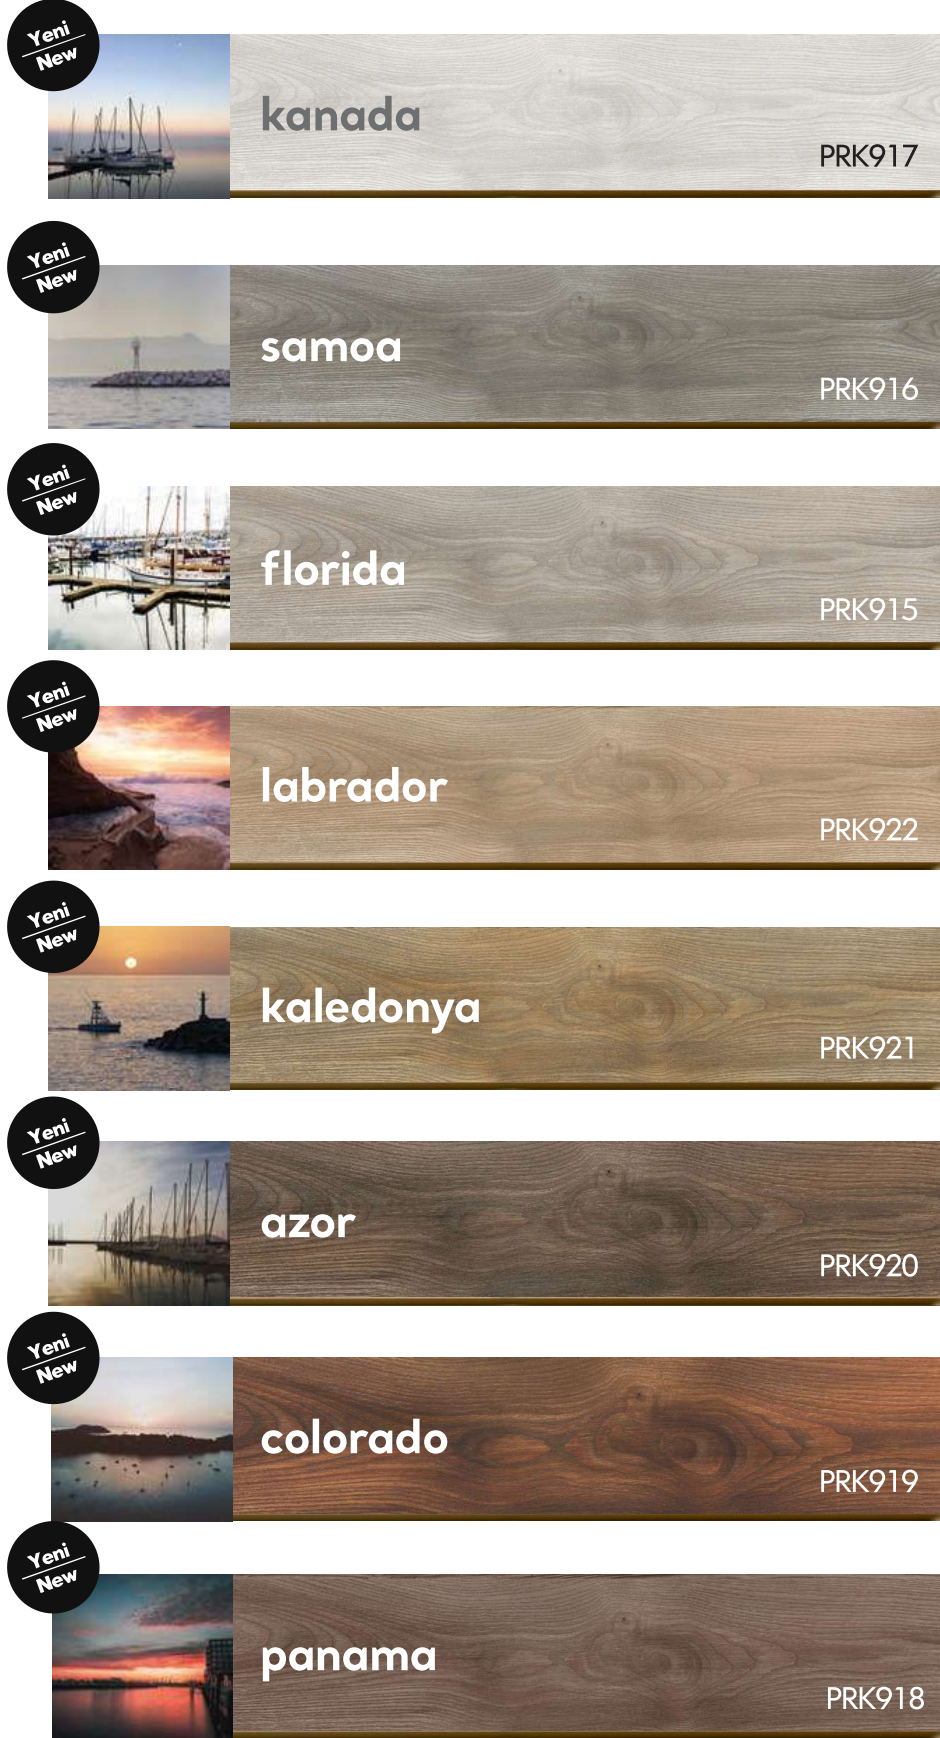 Yeni
New
kanada
PRK917
Yeni
New
samoa
PRK916
Yeni
New
florida
PRK915
Yeni
New
labrador
PRK922
Yeni
New
kaledonya
PRK921
Yeni
New
azor
PRK920
Yeni
New
colorado
PRK919
Yeni
New
panama
PRK918